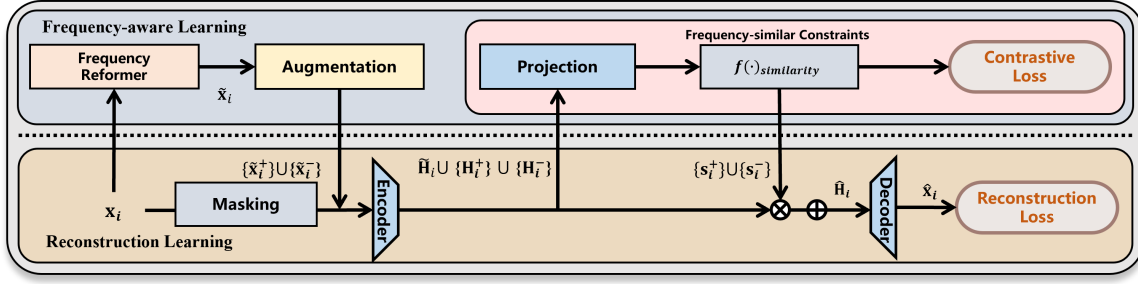 Frequency-aware Learning
Frequency
Reformer
Augmentation
x̃ᵢ
Frequency-similar Constraints
Projection
f(·)similarity
Contrastive
Loss
{x̃ᵢ⁺}∪{x̃ᵢ⁻}
H̃ᵢ∪ {Hᵢ⁺} ∪ {Hᵢ⁻}
{sᵢ⁺}∪{sᵢ⁻}
xᵢ
Masking
Encoder
Ĥᵢ
Decoder
x̂ᵢ
Reconstruction
Loss
Reconstruction Learning